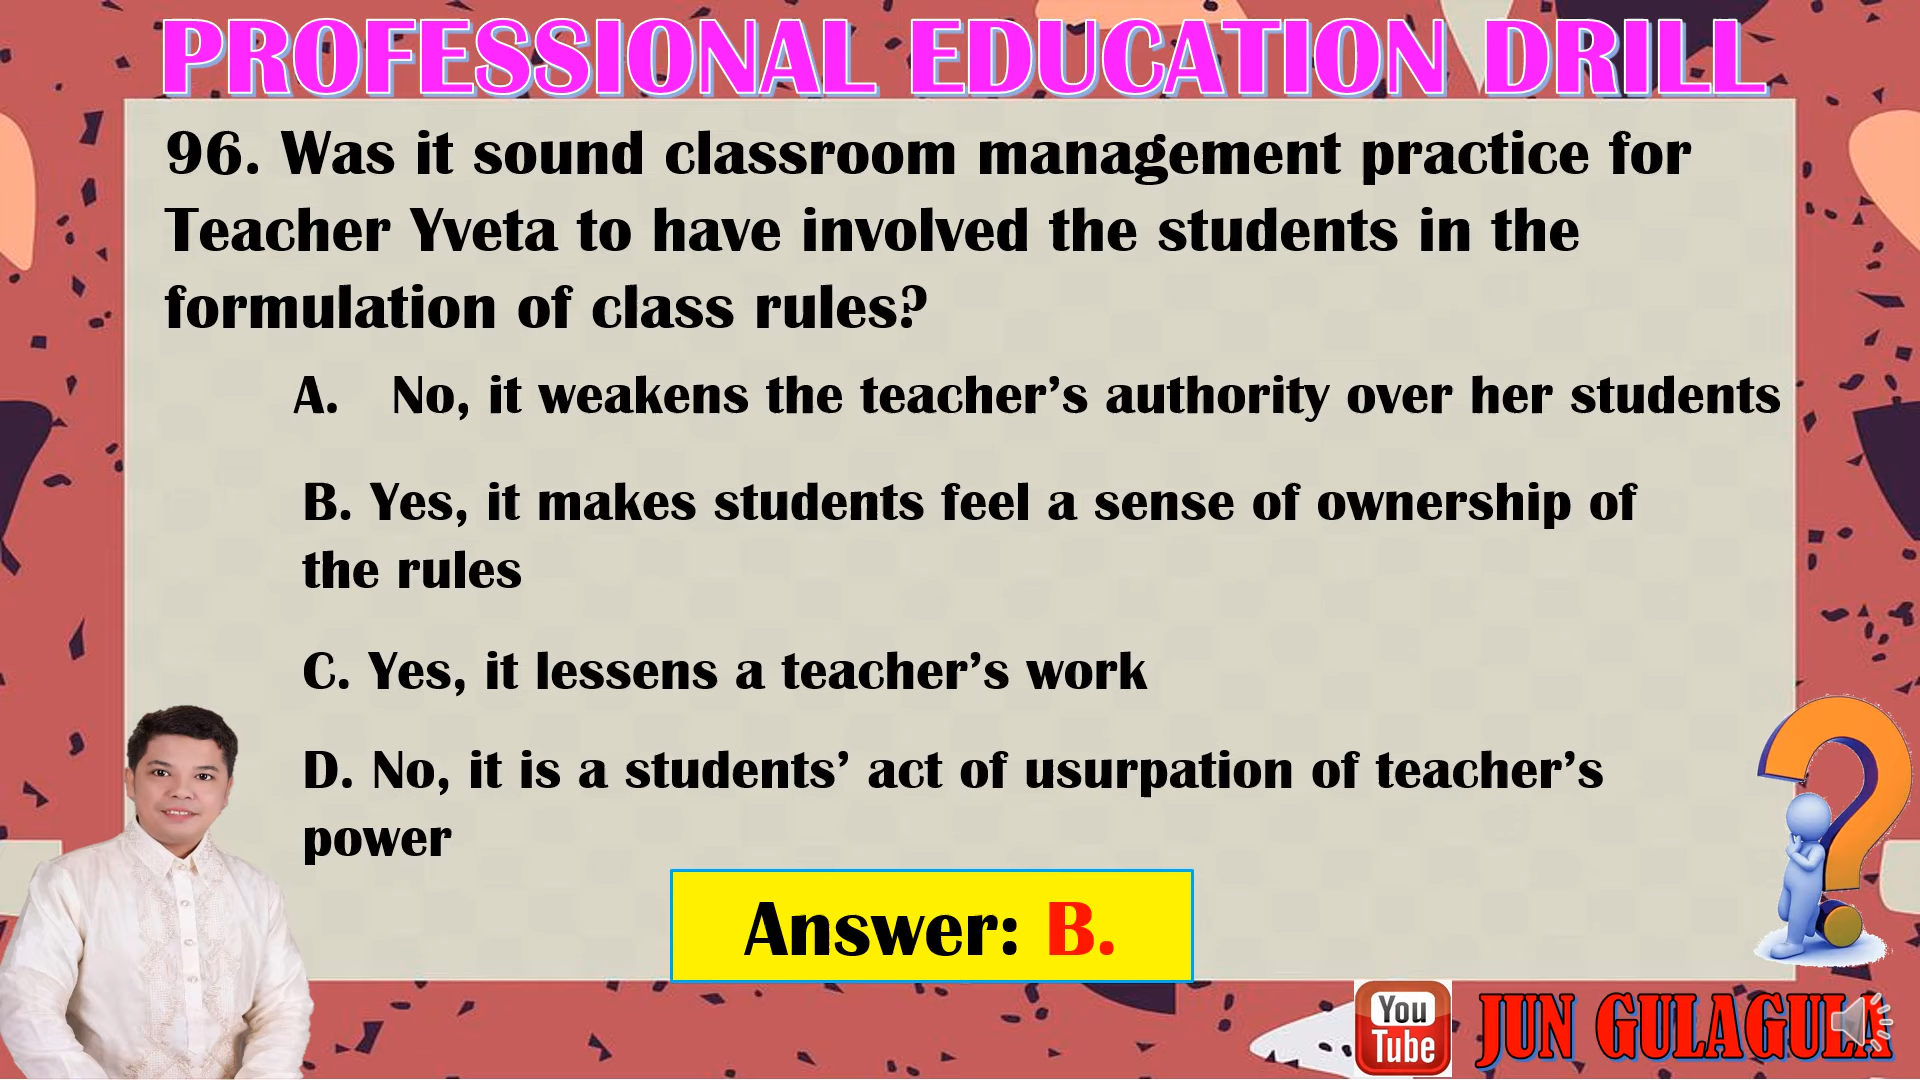 PROFESSIONAL EDUCATION DRILL
96. Was it sound classroom management practice for
Teacher Yveta to have involved the students in the
formulation of class rules?
A. No, it weakens the teacher’s authority over her students
B. Yes, it makes students feel a sense of ownership of
the rules
C. Yes, it lessens a teacher’s work
D. No, it is a students’ act of usurpation of teacher’s
power
Answer: B.
You
Tube
JUN GULAGULA